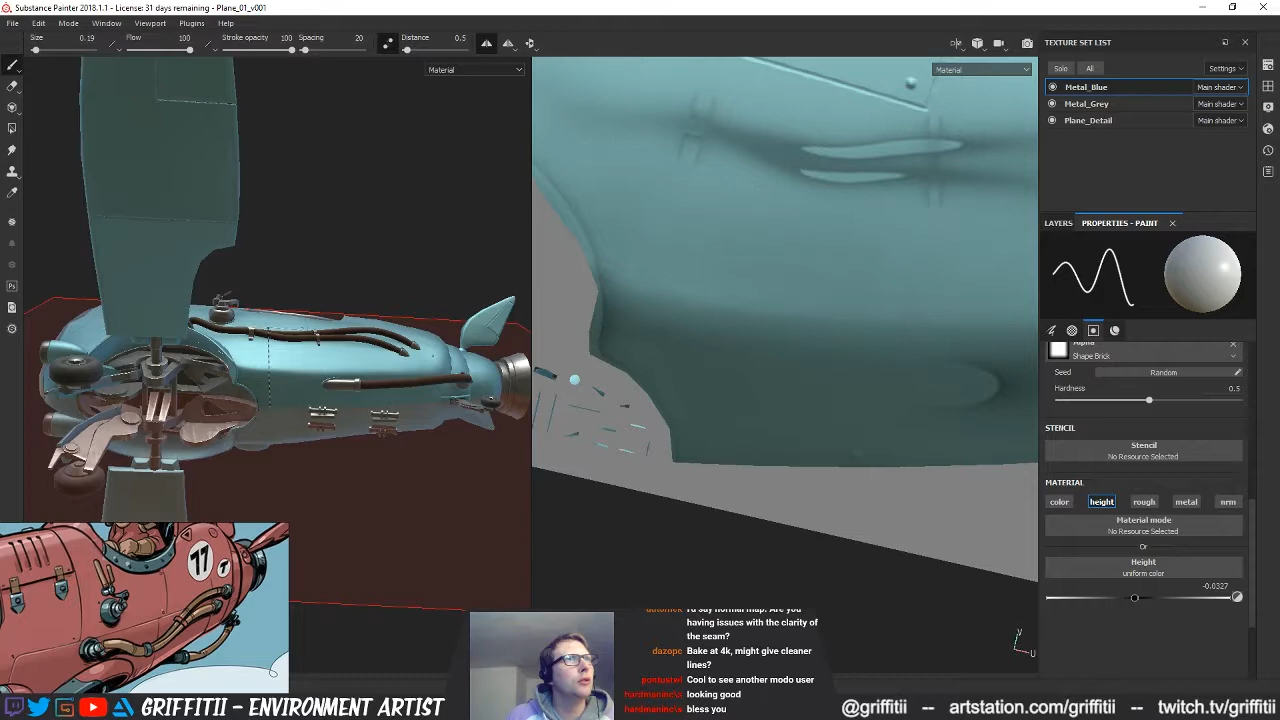 Substance Painter 2018.1.1 - License: 31 days remaining - Plane_01_v001
File Edit Mode Window Viewport Plugins Help
Size 0.19 Flow 100 Stroke opacity 100 Spacing 20 Distance 0.5
Material
Material
TEXTURE SET LIST
Solo All Settings
Metal_Blue Main shader
Metal_Grey Main shader
Plane_Detail Main shader
LAYERS PROPERTIES - PAINT
Alpha
Shape Brick
Seed Random
Hardness 0.5
STENCIL
Stencil
No Resource Selected
MATERIAL
color height rough metal nrm
Material mode
No Resource Selected
Or
Height
uniform color
-0.0327
Y
U
77
T
I'd say normal map. Are you
having issues with the clarity of
the seam?
dazopc Bake at 4k, might give cleaner
lines?
pontustwl Cool to see another modo user
looking good
bless you
GRIFFITII - ENVIRONMENT ARTIST
@griffitii -- artstation.com/griffitii -- twitch.tv/griffitii